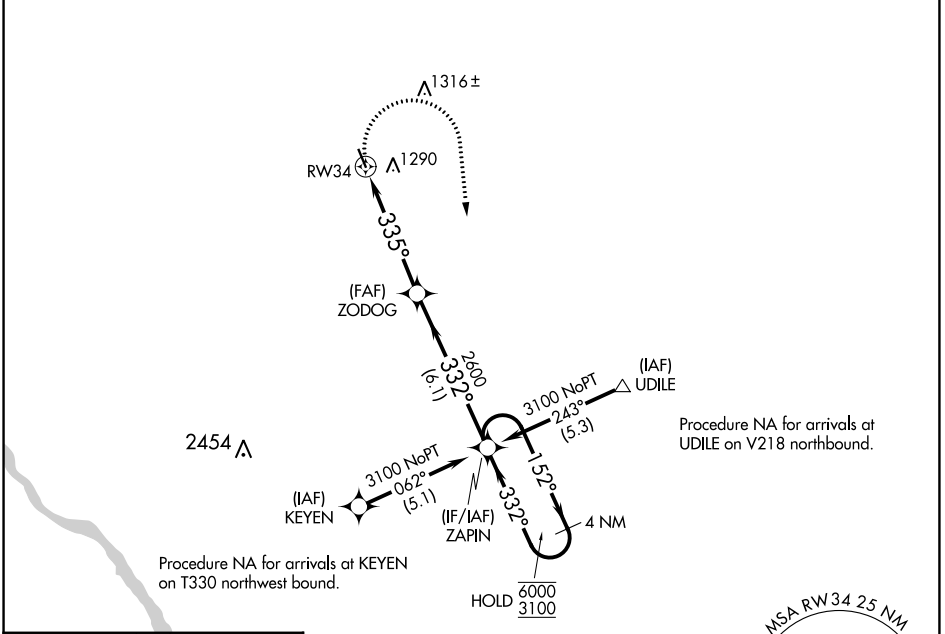 1316±
1290
RW34
335°
(FAF)
ZODOG
2600
332°
(6.1)
(IAF)
UDILE
3100 NoPT
243°
(5.3)
Procedure NA for arrivals at
UDILE on V218 northbound.
2454
3100 NoPT
062°
(5.1)
152°
(IAF)
KEYEN
332°
(IF/IAF)
ZAPIN
4 NM
Procedure NA for arrivals at KEYEN
on T330 northwest bound.
HOLD 6000
3100
MSA RW34 25 NM